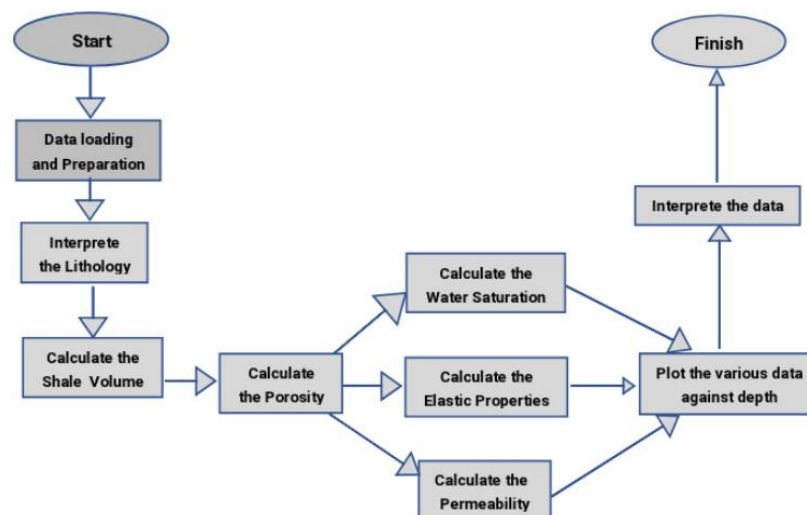 Start
Data loading
and Preparation
Interprete
the Lithology
Calculate the
Shale Volume
Calculate
the Porosity
Calculate the
Water Saturation
Calculate the
Elastic Properties
Calculate the
Permeability
Plot the various data
against depth
Interprete the data
Finish